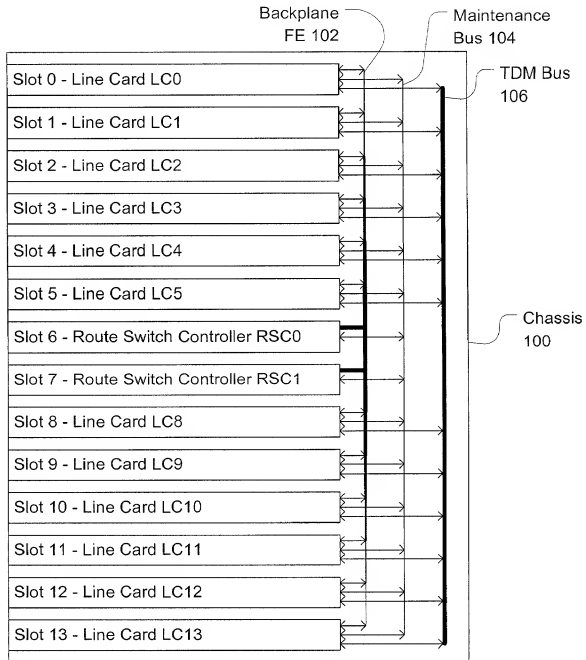 Backplane
FE 102
Maintenance
Bus 104
TDM Bus
106
Slot 0 - Line Card LC0
Slot 1 - Line Card LC1
Slot 2 - Line Card LC2
Slot 3 - Line Card LC3
Slot 4 - Line Card LC4
Slot 5 - Line Card LC5
Slot 6 - Route Switch Controller RSC0
Slot 7 - Route Switch Controller RSC1
Slot 8 - Line Card LC8
Slot 9 - Line Card LC9
Slot 10 - Line Card LC10
Slot 11 - Line Card LC11
Slot 12 - Line Card LC12
Slot 13 - Line Card LC13
Chassis
100